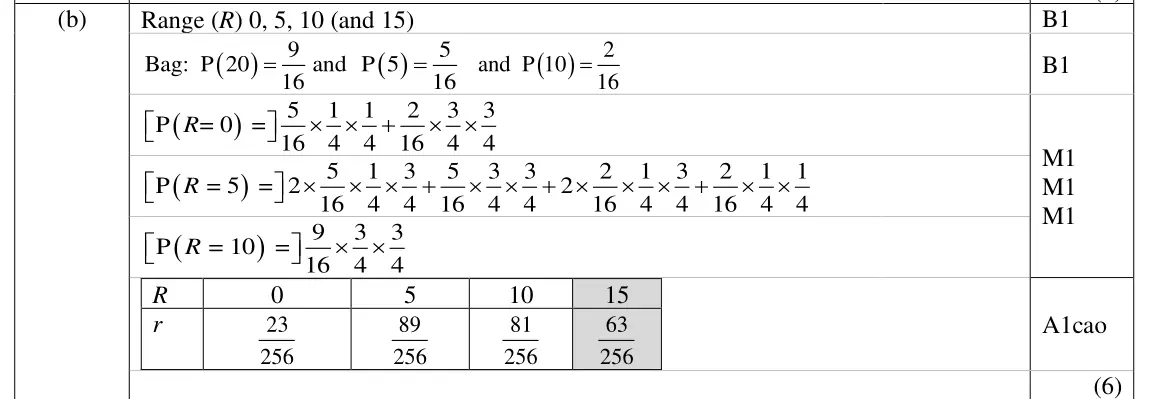 (b) Range (R) 0, 5, 10 (and 15) B1
Bag: P(20) = 9/16 and P(5) = 5/16 and P(10) = 2/16 B1
[P(R= 0) =] 5/16 × 1/4 × 1/4 + 2/16 × 3/4 × 3/4
[P(R = 5) =] 2× 5/16 × 1/4 × 3/4 + 5/16 × 3/4 × 3/4 + 2× 2/16 × 1/4 × 3/4 + 2/16 × 1/4 × 1/4
[P(R = 10) =] 9/16 × 3/4 × 3/4
M1
M1
M1
R 0 5 10 15
r 23/256 89/256 81/256 63/256 A1cao
(6)